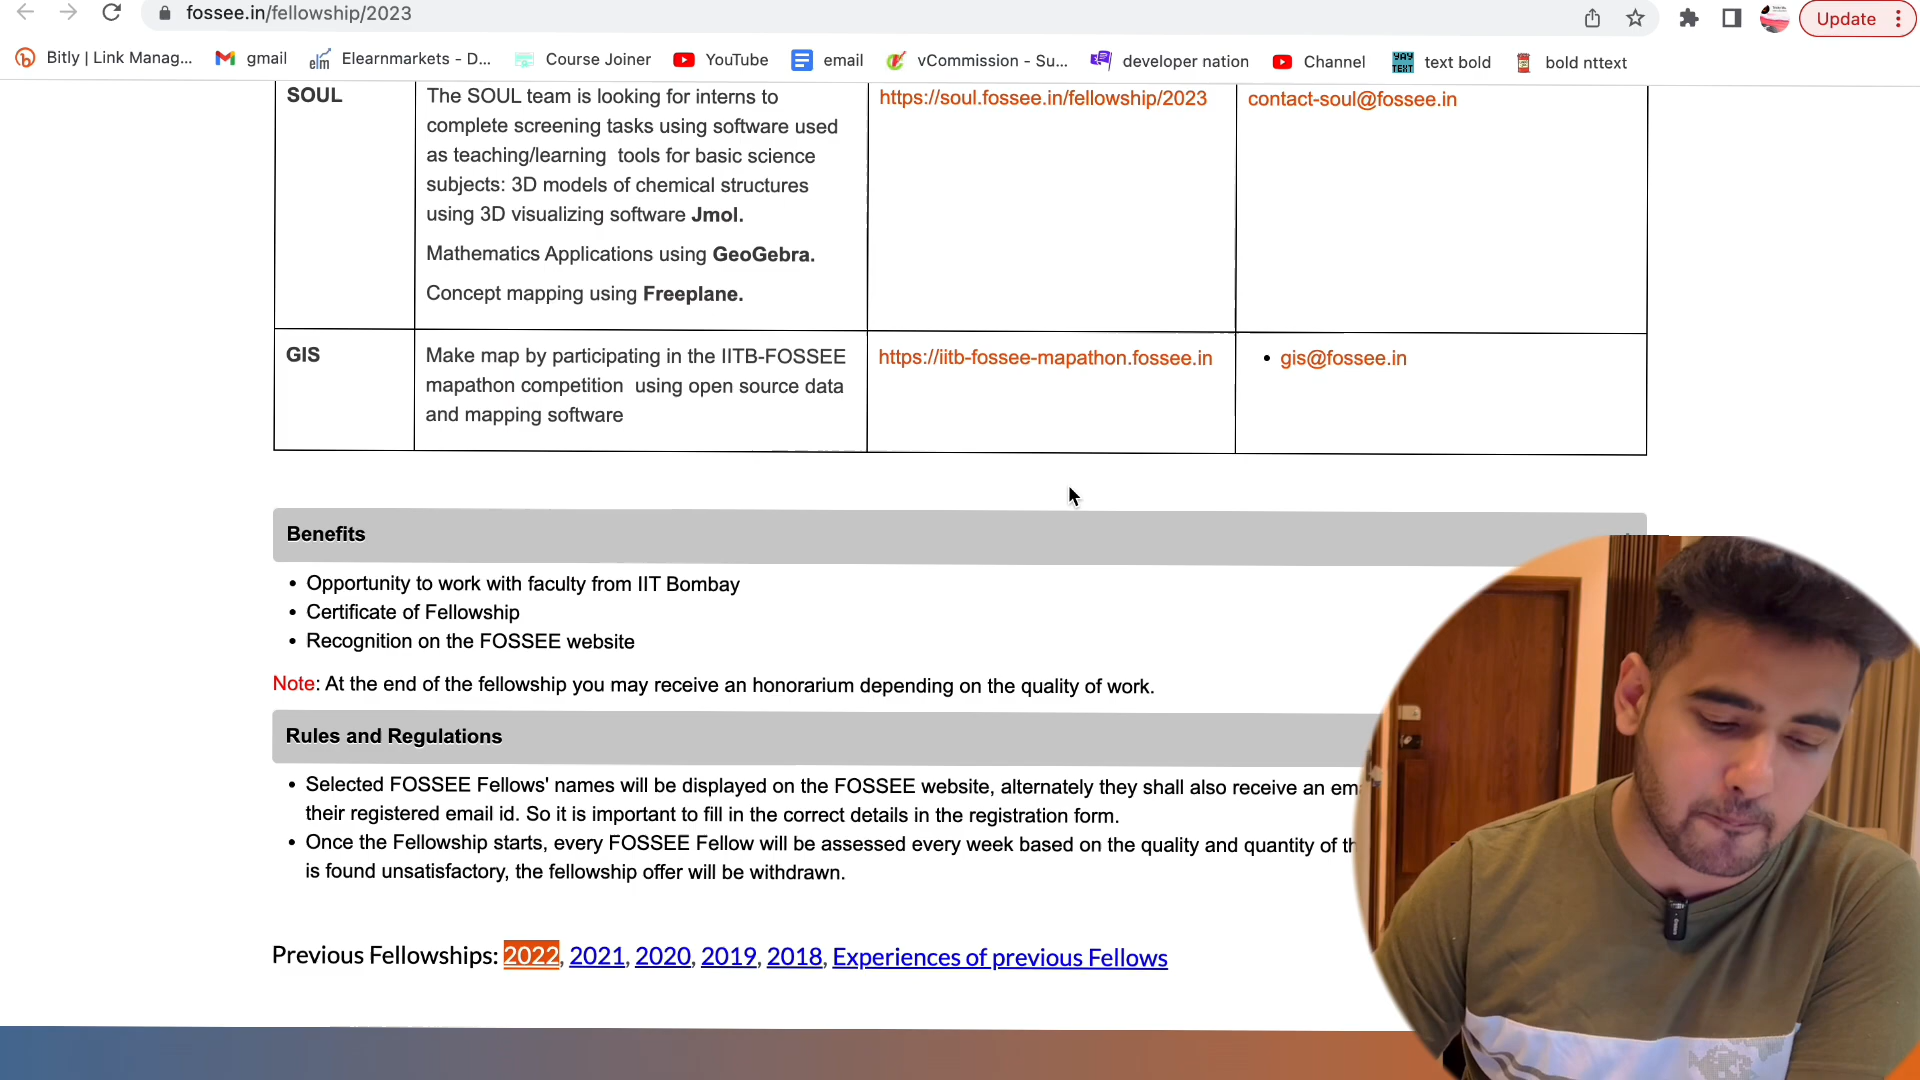 fossee.in/fellowship/2023
Update
Bitly | Link Manag...
gmail
Elearnmarkets - D...
Course Joiner
YouTube
email
vCommission - Su...
developer nation
YAY
TEXT
Channel
text bold
bold nttext
SOUL
The SOUL team is looking for interns to
complete screening tasks using software used
as teaching/learning tools for basic science
subjects: 3D models of chemical structures
using 3D visualizing software Jmol.
Mathematics Applications using GeoGebra.
Concept mapping using Freeplane.
https://soul.fossee.in/fellowship/2023
contact-soul@fossee.in
GIS
Make map by participating in the IITB-FOSSEE
mapathon competition using open source data
and mapping software
https://iitb-fossee-mapathon.fossee.in
• gis@fossee.in
Benefits
• Opportunity to work with faculty from IIT Bombay
• Certificate of Fellowship
• Recognition on the FOSSEE website
Note: At the end of the fellowship you may receive an honorarium depending on the quality of work.
Rules and Regulations
• Selected FOSSEE Fellows' names will be displayed on the FOSSEE website, alternately they shall also receive an
their registered email id. So it is important to fill in the correct details in the registration form.
• Once the Fellowship starts, every FOSSEE Fellow will be assessed every week based on the quality and quantity of
is found unsatisfactory, the fellowship offer will be withdrawn.
Previous Fellowships: 2022, 2021, 2020, 2019, 2018, Experiences of previous Fellows